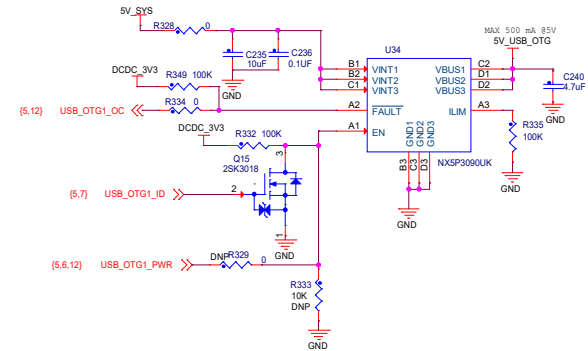 5V_SYS
R328 0
MAX 500 mA @5V
5V_USB_OTG
C235
10uF
C236
0.1UF
GND
U34
B1 VINT1
B2 VINT2
C1 VINT3
A2 FAULT
A1 EN
VBUS1 C2
VBUS2 D1
VBUS3 D2
ILIM A3
GND1
GND2
GND3
B3
C3
D3
NX5P3090UK
GND
C240
4.7uF
GND
R335
100K
GND
DCDC_3V3
R349 100K
{5,12} USB_OTG1_OC
R334 0
DCDC_3V3
R332 100K
Q15
2SK3018
3
{5,7} USB_OTG1_ID
2
1
GND
{5,6,12} USB_OTG1_PWR
DNP R329 0
R333
10K
DNP
GND